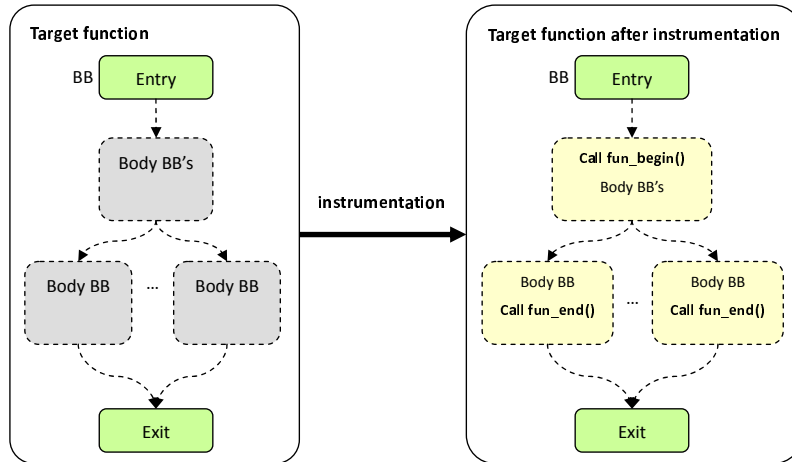 Target function
BB
Entry
Body BB's
Body BB
...
Body BB
Exit
instrumentation
Target function after instrumentation
BB
Entry
Call fun_begin()
Body BB's
Body BB
Call fun_end()
...
Body BB
Call fun_end()
Exit